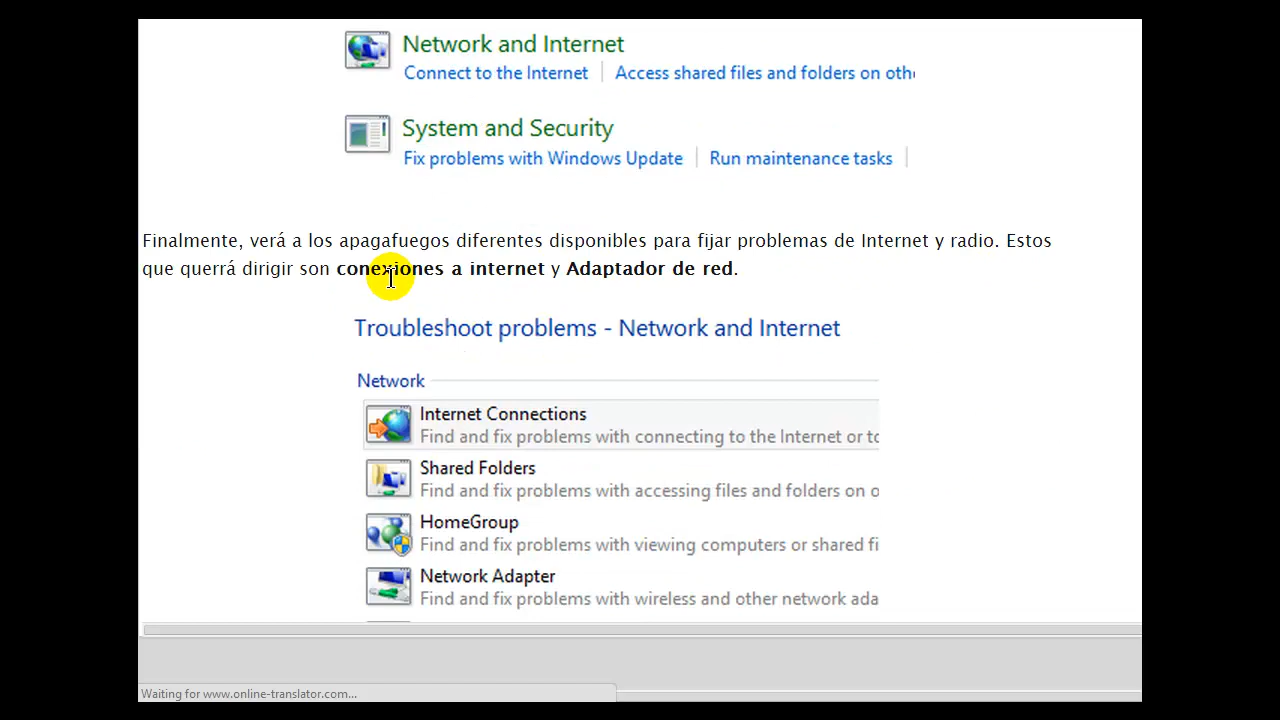 Network and Internet
Connect to the Internet
Access shared files and folders on
System and Security
Fix problems with Windows Update
Run maintenance tasks
Finalmente, verá a los apagafuegos diferentes disponibles para fijar problemas de Internet y radio. Estos
que querrá dirigir son conexiones a internet y Adaptador de red.
Troubleshoot problems - Network and Internet
Network
Internet Connections
Find and fix problems with connecting to the Internet or
Shared Folders
Find and fix problems with accessing files and folders on
HomeGroup
Find and fix problems with viewing computers or shared
Network Adapter
Find and fix problems with wireless and other network
Waiting for www.online-translator.com...